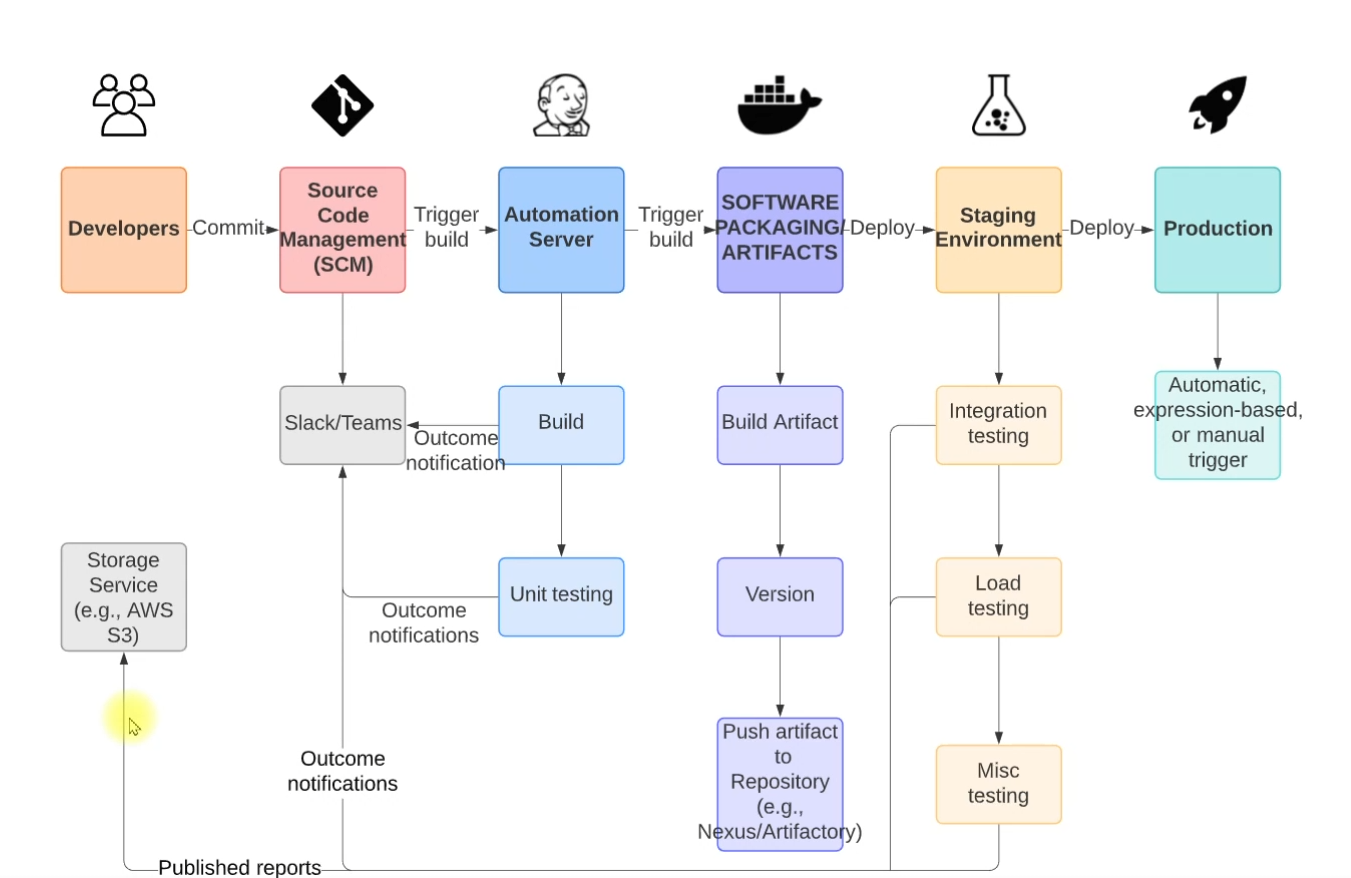 Developers
Commit
Source
Code
Management
(SCM)
Trigger
build
Automation
Server
Trigger
build
SOFTWARE
PACKAGING/
ARTIFACTS
Deploy
Staging
Environment
Deploy
Production
Slack/Teams
Outcome
notification
Build
Build Artifact
Integration
testing
Automatic,
expression-based,
or manual
trigger
Storage
Service
(e.g., AWS
S3)
Outcome
notifications
Unit testing
Version
Load
testing
Outcome
notifications
Push artifact
to
Repository
(e.g.,
Nexus/Artifactory)
Misc
testing
Published reports